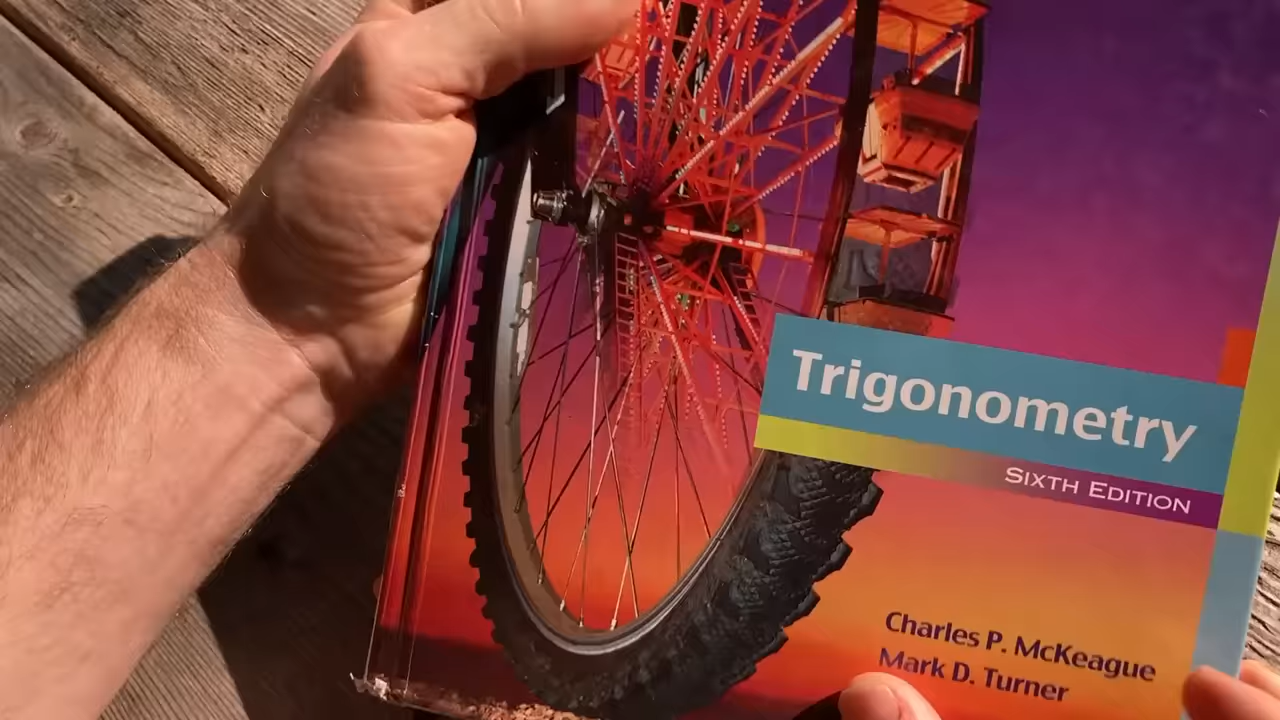 Trigonometry
SIXTH EDITION
Charles P. McKeague
Mark D. Turner